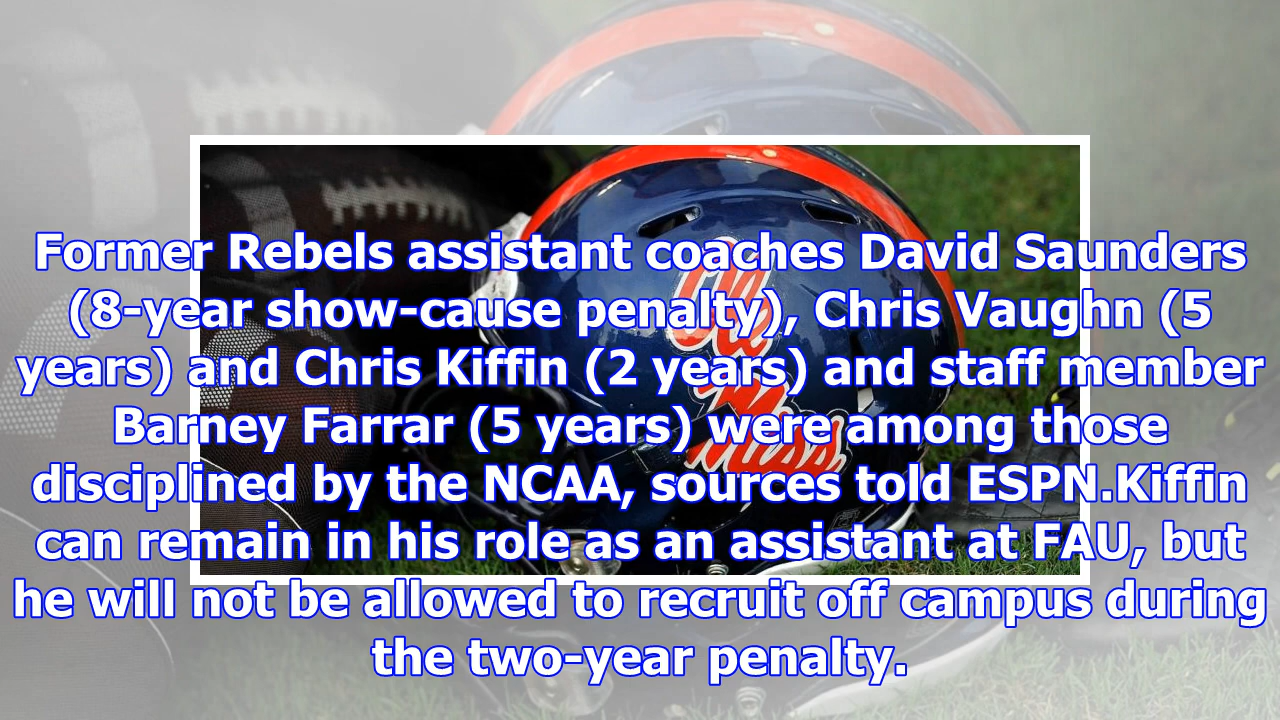 Former Rebels assistant coaches David Saunders
(8-year show-cause penalty), Chris Vaughn (5
years) and Chris Kiffin (2 years) and staff member
Barney Farrar (5 years) were among those
disciplined by the NCAA, sources told ESPN.Kiffin
can remain in his role as an assistant at FAU, but
he will not be allowed to recruit off campus during
the two-year penalty.
Ole
Miss